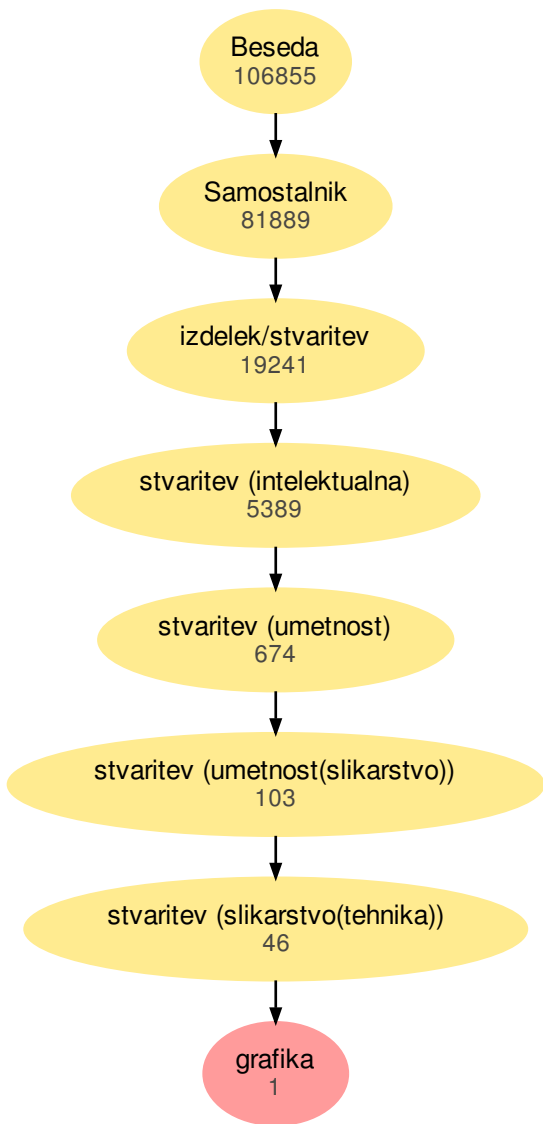 Beseda
106855
Samostalnik
81889
izdelek/stvaritev
19241
stvaritev (intelektualna)
5389
stvaritev (umetnost)
674
stvaritev (umetnost(slikarstvo))
103
stvaritev (slikarstvo(tehnika))
46
grafika
1